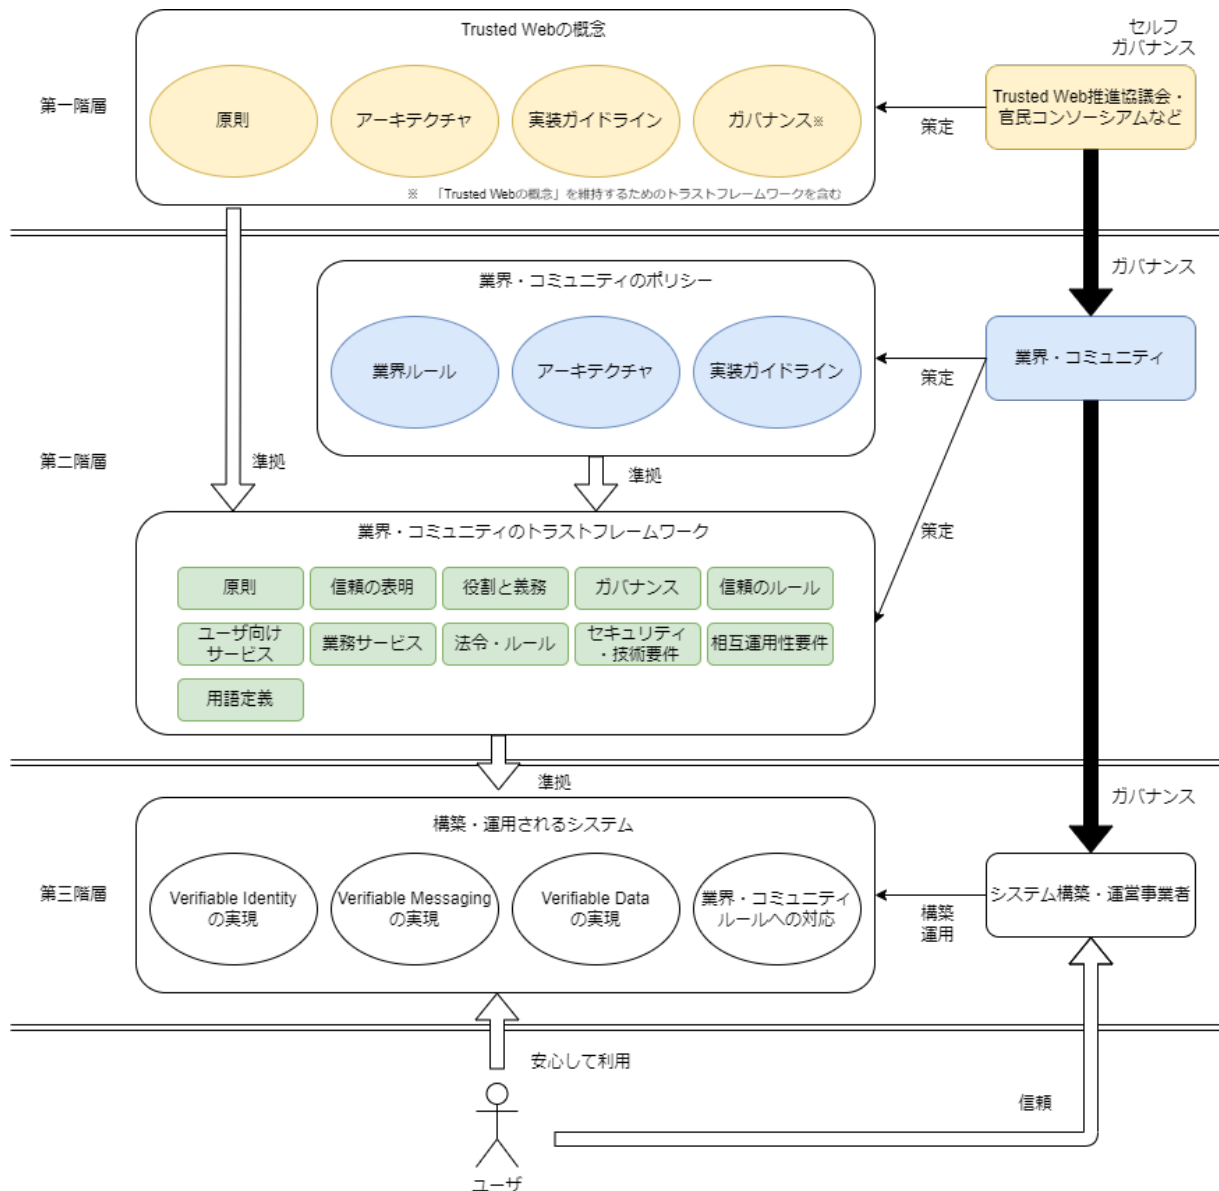 Trusted Webの概念
セルフ
ガバナンス
第一階層
原則
アーキテクチャ
実装ガイドライン
ガバナンス※
策定
Trusted Web推進協議会・
官民コンソーシアムなど
※　「Trusted Webの概念」を維持するためのトラストフレームワークを含む
ガバナンス
業界・コミュニティのポリシー
業界ルール
アーキテクチャ
実装ガイドライン
策定
業界・コミュニティ
第二階層
準拠
準拠
策定
業界・コミュニティのトラストフレームワーク
原則
信頼の表明
役割と義務
ガバナンス
信頼のルール
ユーザ向け
サービス
業務サービス
法令・ルール
セキュリティ
・技術要件
相互運用性要件
用語定義
準拠
ガバナンス
構築・運用されるシステム
第三階層
Verifiable Identity
の実現
Verifiable Messaging
の実現
Verifiable Data
の実現
業界・コミュニティ
ルールへの対応
構築
運用
システム構築・運営事業者
安心して利用
信頼
ユーザ